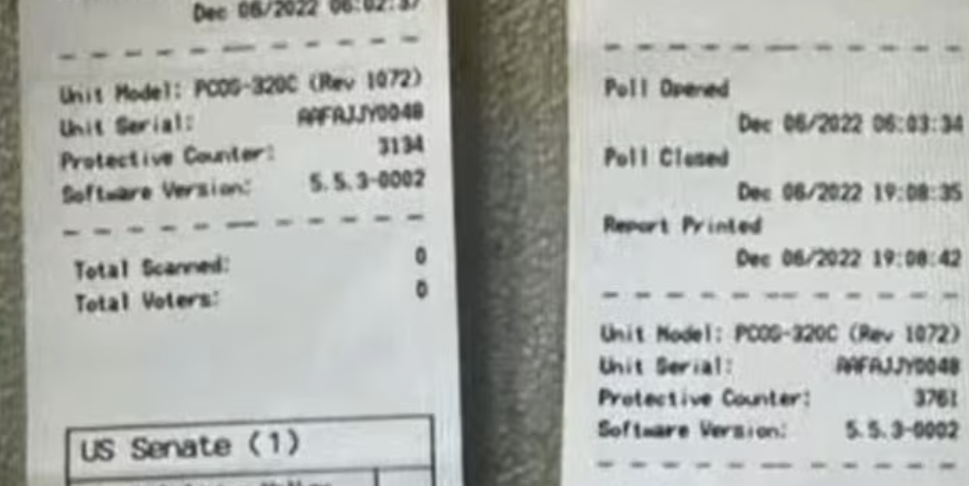 Dec 06/2022 06:02:37
Unit Model: PCOS-320C (Rev 1072)
Unit Serial: AAFAJJY0048
Protective Counter: 3134
Software Version: 5.5.3-0002
Total Scanned: 0
Total Voters: 0
US Senate (1)
Poll Opened
Dec 06/2022 06:03:34
Poll Closed
Dec 06/2022 19:08:35
Report Printed
Dec 06/2022 19:08:42
Unit Model: PCOS-320C (Rev 1072)
Unit Serial: AAFAJJY0048
Protective Counter: 3761
Software Version: 5.5.3-0002